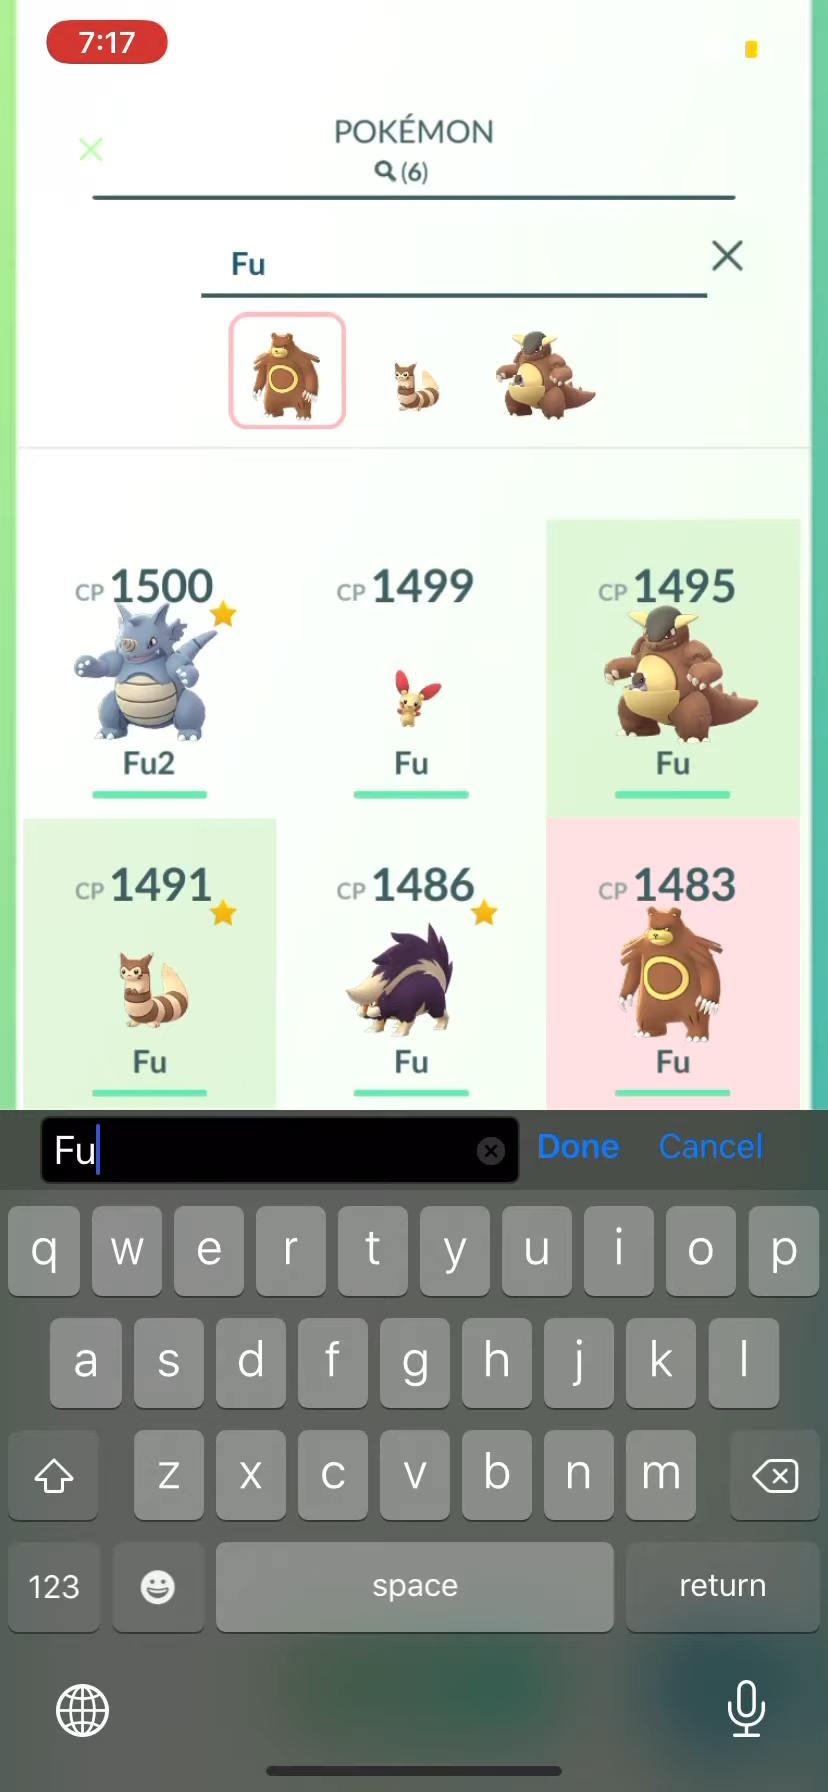 7:17
POKÉMON
(6)
Fu
CP 1500
CP 1499
CP 1495
Fu2
Fu
Fu
CP 1491
CP 1486
CP 1483
Fu
Fu
Fu
Fu
Done
Cancel
q w e r t y u i o p
a s d f g h j k l
z x c v b n m
123
space
return